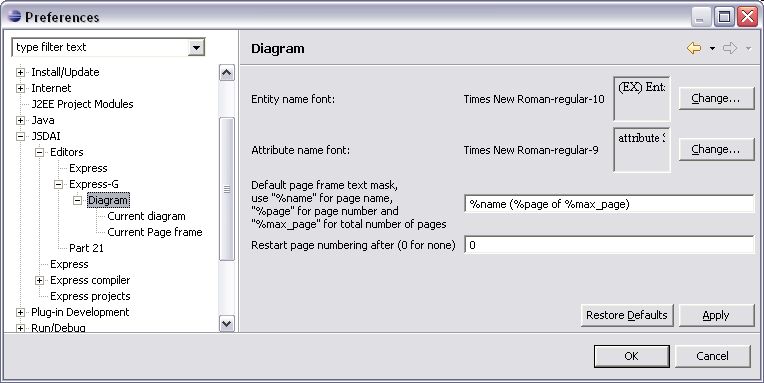 Preferences
type filter text
Install/Update
Internet
J2EE Project Modules
Java
JSDAI
Editors
Express
Express-G
Diagram
Current diagram
Current Page frame
Part 21
Express
Express compiler
Express projects
Plug-in Development
Run/Debug
Diagram
Entity name font: Times New Roman-regular-10 (EX) Ent Change...
Attribute name font: Times New Roman-regular-9 attribute Change...
Default page frame text mask,
use "%name" for page name,
"%page" for page number and
"%max_page" for total number of pages
%name (%page of %max_page)
Restart page numbering after (0 for none) 0
Restore Defaults Apply
OK Cancel